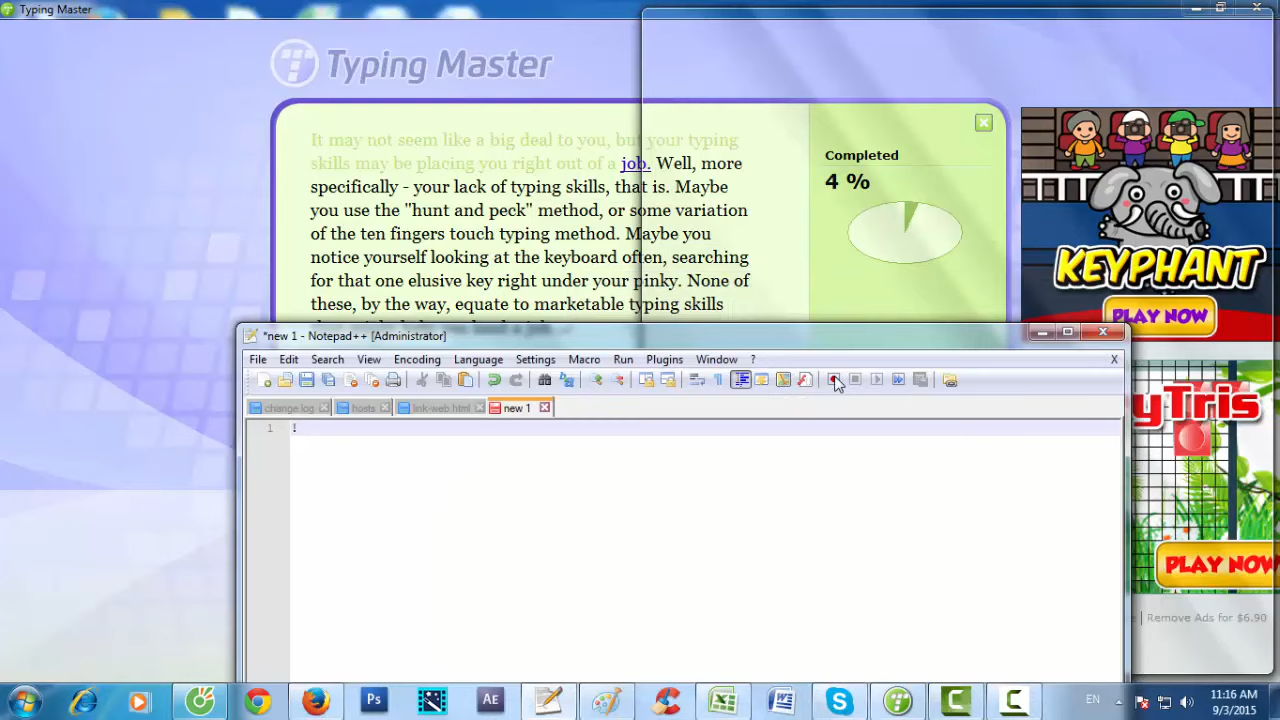 Typing Master
Typing Master
It may not seem like a big deal to you, but your typing
skills may be placing you right out of a job. Well, more
specifically - your lack of typing skills, that is. Maybe
you use the "hunt and peck" method, or some variation
of the ten fingers touch typing method. Maybe you
notice yourself looking at the keyboard often, searching
for that one elusive key right under your pinky. None of
these, by the way, equate to marketable typing skills
Completed
4 %
KEYPHANT
PLAY NOW
*new 1 - Notepad++ [Administrator]
File Edit Search View Encoding Language Settings Macro Run Plugins Window ? X
change.log hosts link-web.html new 1
1 !
yTris
PLAY NOW
Remove Ads for $6.90
Ps
AE
EN
11:16 AM
9/3/2015